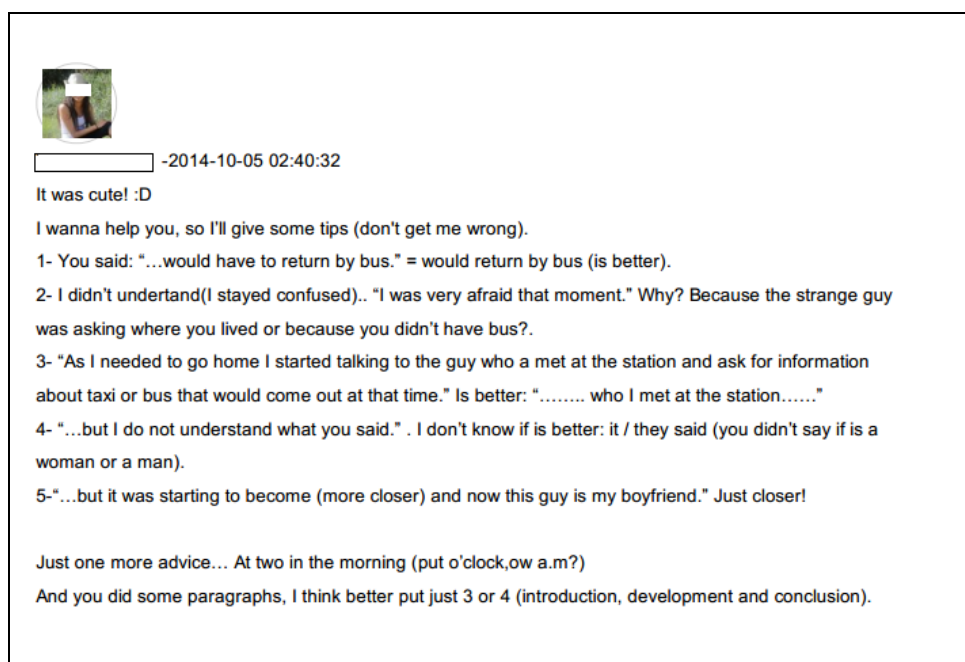 -2014-10-05 02:40:32
It was cute! :D
I wanna help you, so I'll give some tips (don't get me wrong).
1- You said: “…would have to return by bus.” = would return by bus (is better).
2- I didn’t undertand(I stayed confused).. “I was very afraid that moment.” Why? Because the strange guy
was asking where you lived or because you didn’t have bus?.
3- “As I needed to go home I started talking to the guy who a met at the station and ask for information
about taxi or bus that would come out at that time.” Is better: “…….. who I met at the station……”
4- “…but I do not understand what you said.” . I don’t know if is better: it / they said (you didn’t say if is a
woman or a man).
5-“…but it was starting to become (more closer) and now this guy is my boyfriend.” Just closer!
Just one more advice… At two in the morning (put o’clock,ow a.m?)
And you did some paragraphs, I think better put just 3 or 4 (introduction, development and conclusion).